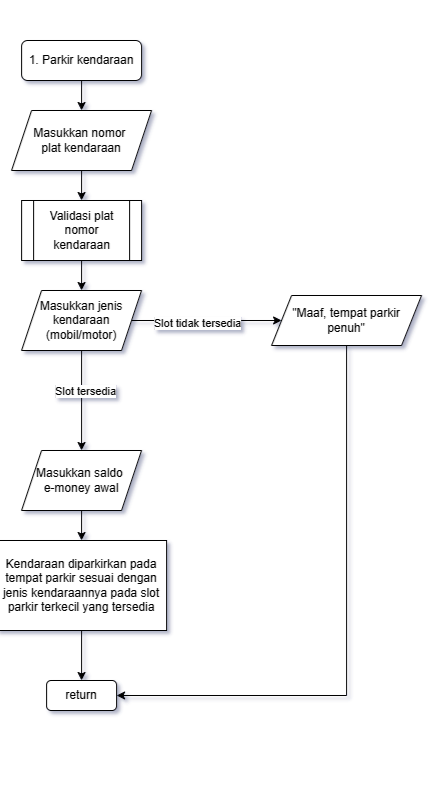 1. Parkir kendaraan
Masukkan nomor
plat kendaraan
Validasi plat
nomor
kendaraan
Masukkan jenis
kendaraan
(mobil/motor)
Slot tidak tersedia
"Maaf, tempat parkir
penuh"
Slot tersedia
Masukkan saldo
e-money awal
Kendaraan diparkirkan pada
tempat parkir sesuai dengan
jenis kendaraannya pada slot
parkir terkecil yang tersedia
return